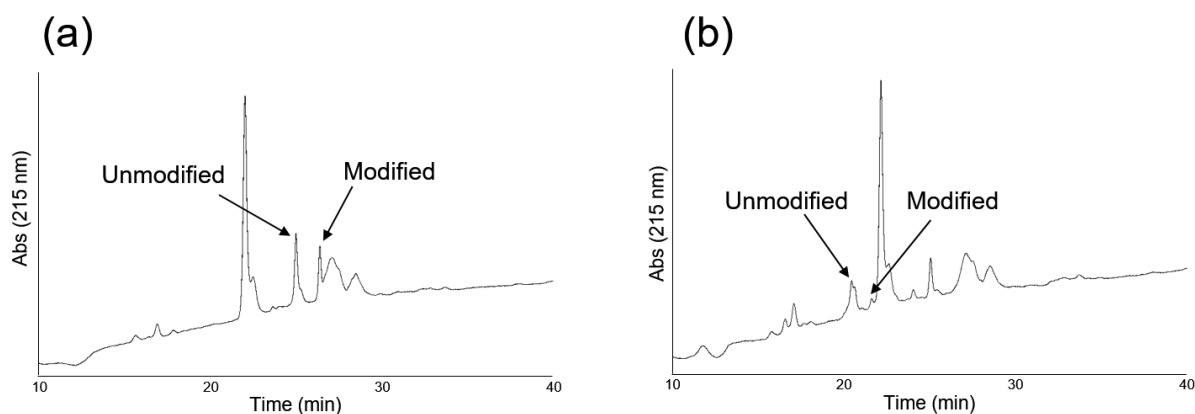 (a)
Abs (215 nm)
Unmodified
Modified
10 20 30 40
Time (min)
(b)
Abs (215 nm)
Unmodified
Modified
10 20 30 40
Time (min)